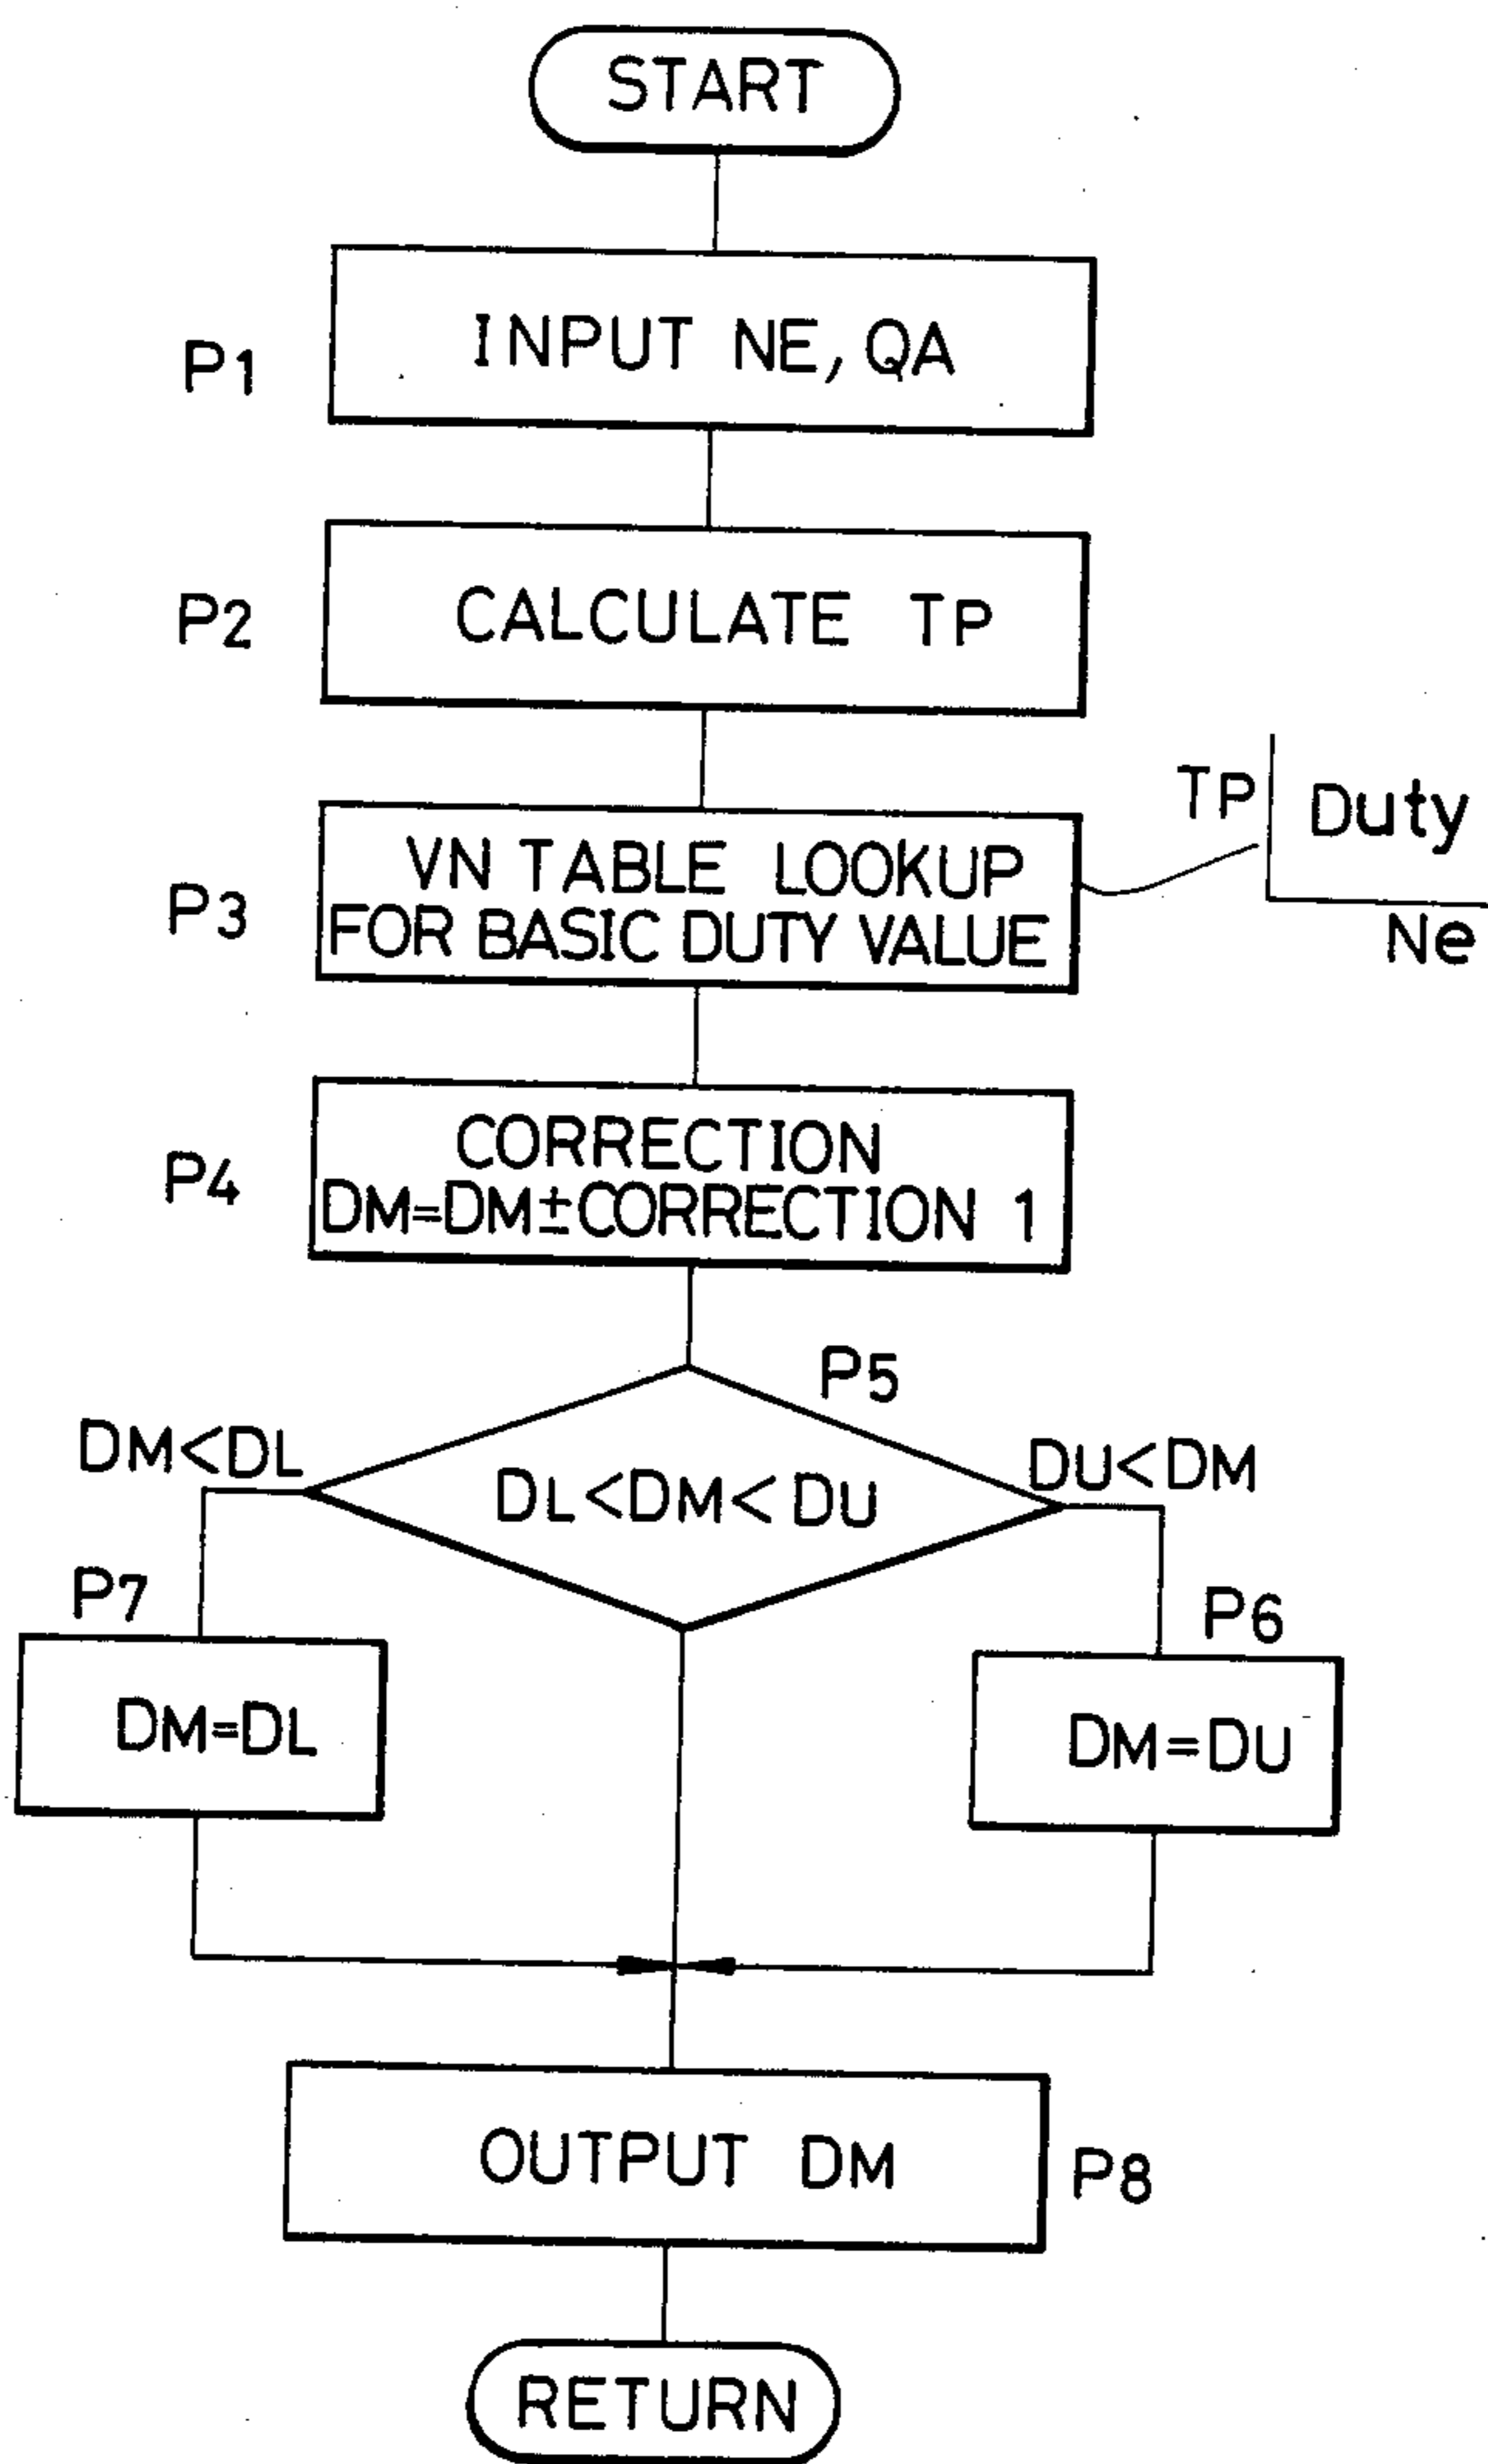 START
P1
INPUT NE, QA
P2
CALCULATE TP
P3
VN TABLE LOOKUP
FOR BASIC DUTY VALUE
TP
Duty
Ne
P4
CORRECTION
DM=DM±CORRECTION 1
P5
DM<DL
DL<DM<DU
DU<DM
P7
DM=DL
P6
DM=DU
OUTPUT DM
P8
RETURN